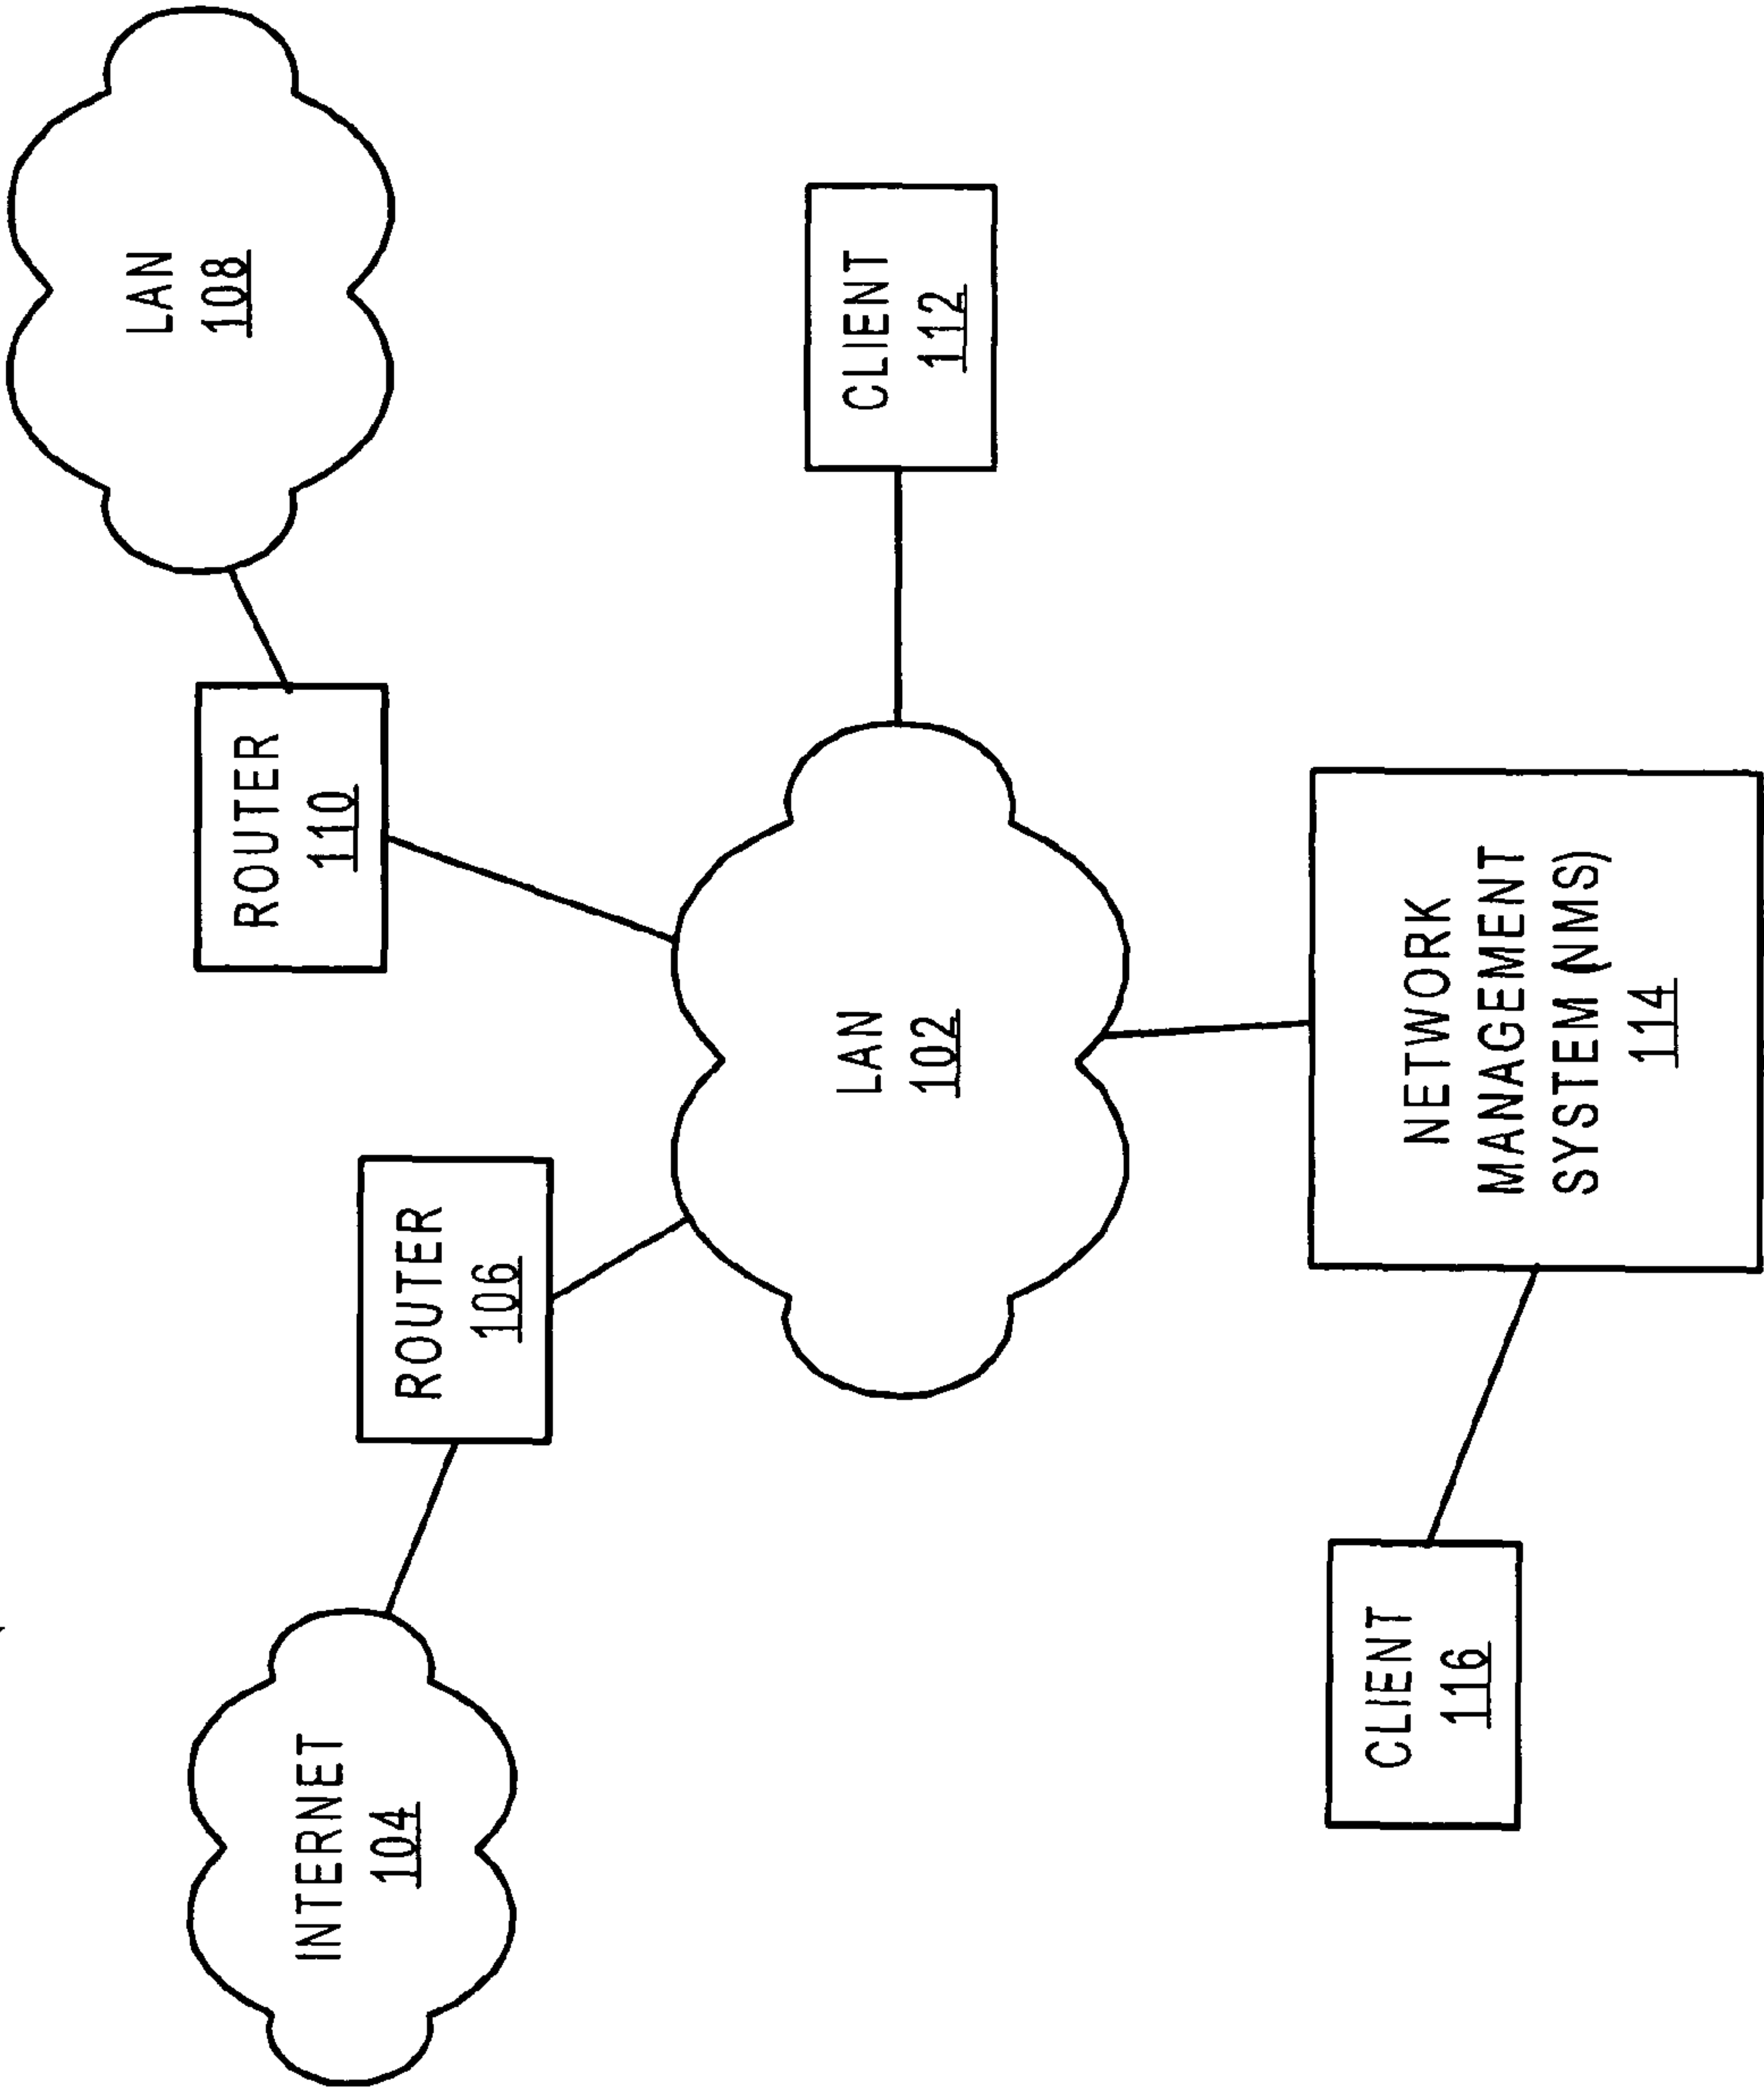 LAN
108
ROUTER
110
INTERNET
104
ROUTER
106
LAN
102
CLIENT
112
CLIENT
116
NETWORK
MANAGEMENT
SYSTEM (NMS)
114